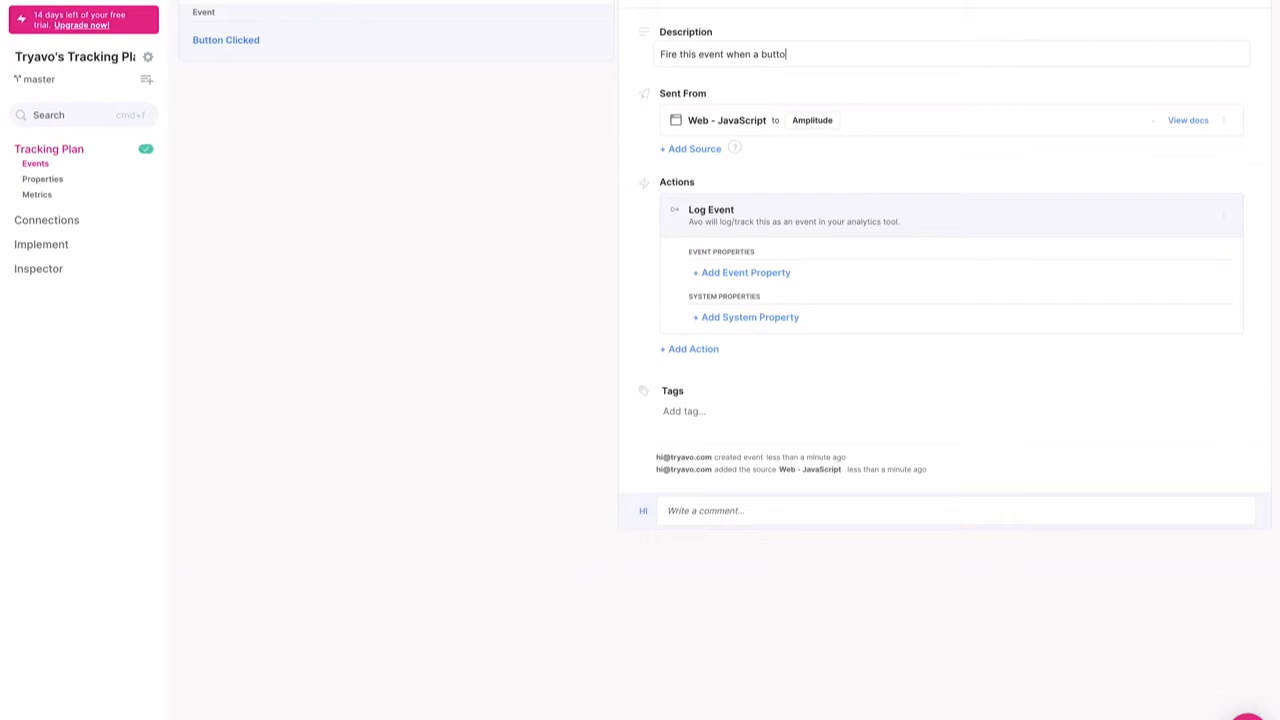 14 days left of your free
trial. Upgrade now!
Tryavo's Tracking Pla
master
Search cmd+f
Tracking Plan
Events
Properties
Metrics
Connections
Implement
Inspector
Event
Button Clicked
Description
Fire this event when a butto
Sent From
Web - JavaScript to Amplitude View docs
+ Add Source ?
Actions
Log Event
Avo will log/track this as an event in your analytics tool.
EVENT PROPERTIES
+ Add Event Property
SYSTEM PROPERTIES
+ Add System Property
+ Add Action
Tags
Add tag...
hi@tryavo.com created event less than a minute ago
hi@tryavo.com added the source Web - JavaScript less than a minute ago
HI Write a comment...